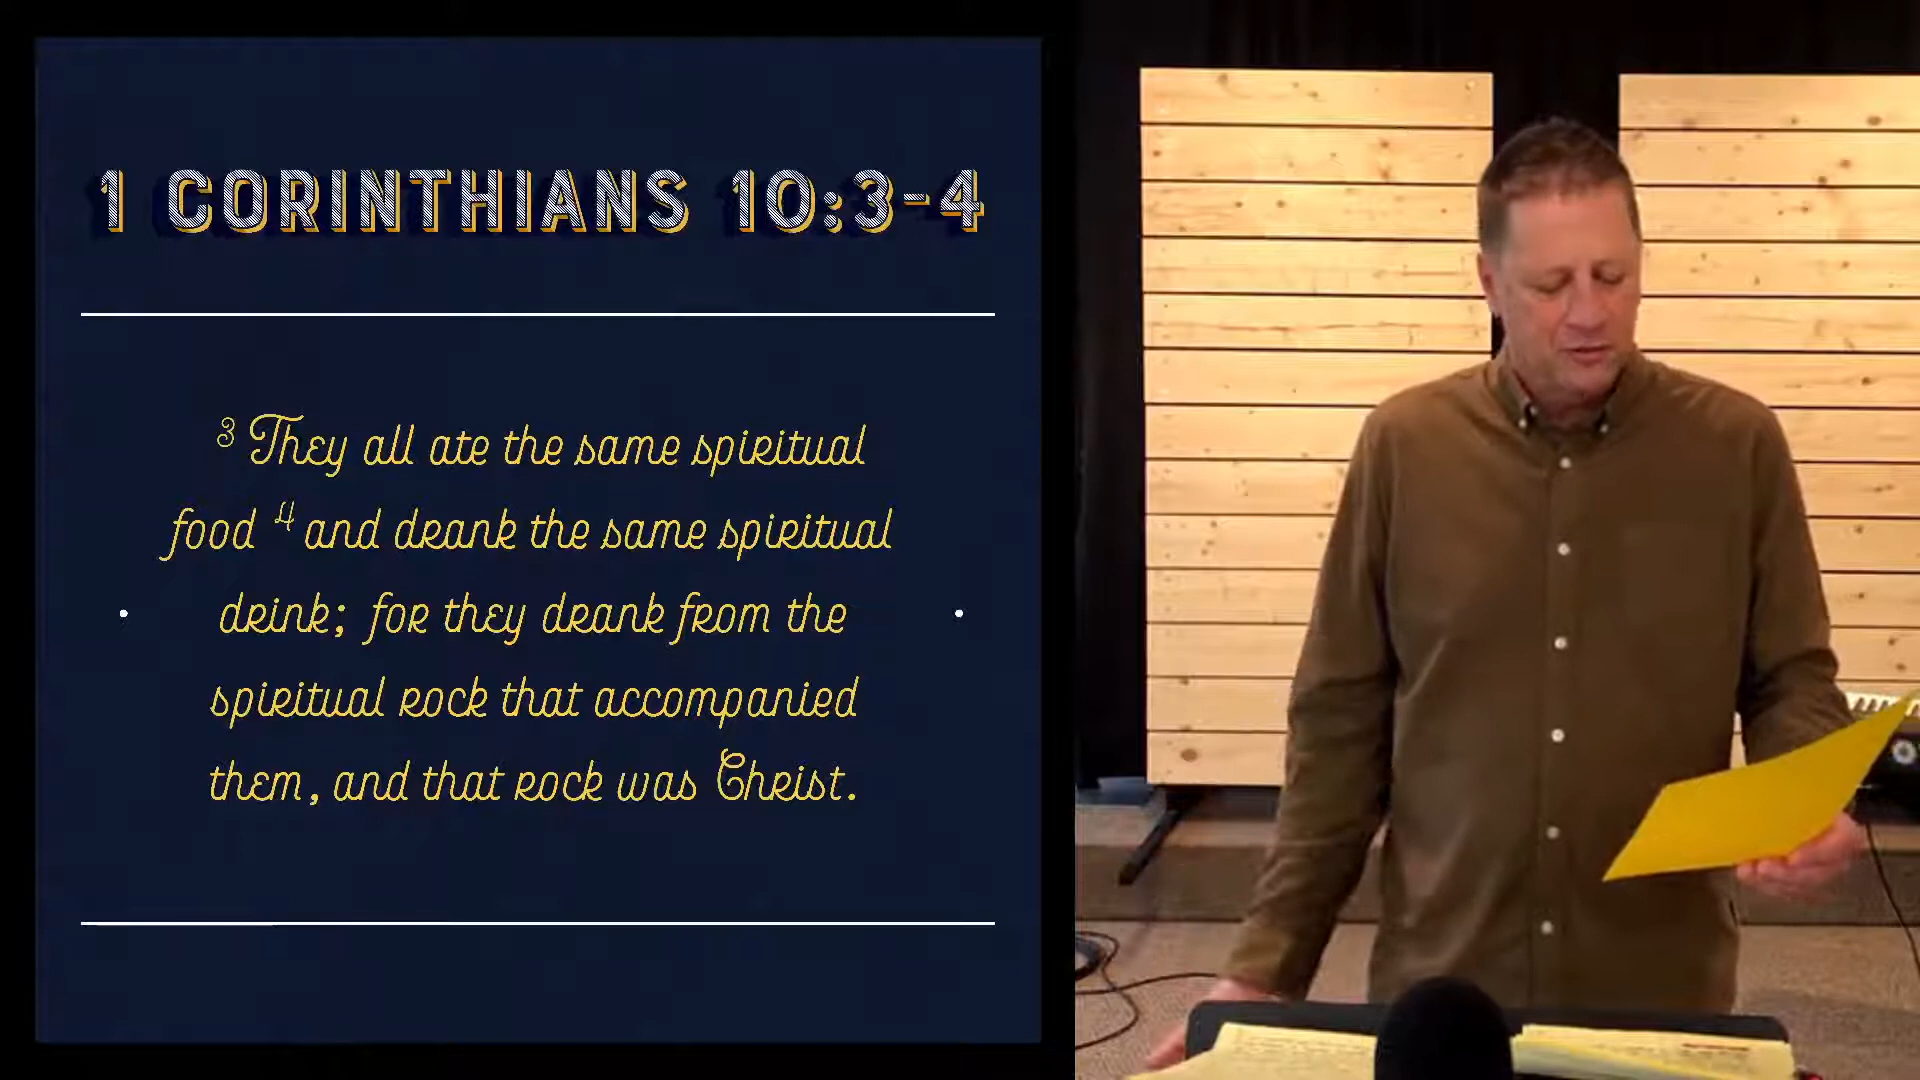 1 CORINTHIANS 10:3-4
³ They all ate the same spiritual
food ⁴ and drank the same spiritual
drink; for they drank from the
spiritual rock that accompanied
them, and that rock was Christ.